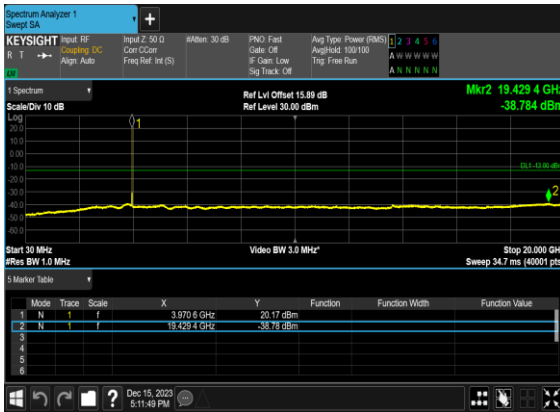 Spectrum Analyzer 1
Swept SA
KEYSIGHT Input: RF Input Z: 50 Ω #Atten: 30 dB PNO: Fast Avg Type: Power (RMS) 1 2 3 4 5 6
R T Coupling: DC Corr CCorr Gate: Off Avg|Hold: 100/100 A W W W W W
Align: Auto Freq Ref: Int (S) IF Gain: Low Trig: Free Run
Sig Track: Off A N N N N N
1 Spectrum Ref Lvl Offset 15.89 dB Mkr2 19.429 4 GHz
Scale/Div 10 dB Ref Level 30.00 dBm -38.784 dBm
Log
20.0
10.0
0.00
-10.0
-20.0
-30.0
-40.0
-50.0
-60.0
1
DL1 -13.00 dBm
2
Start 30 MHz Video BW 3.0 MHz* Stop 20.000 GHz
#Res BW 1.0 MHz Sweep 34.7 ms (40001 pts)
5 Marker Table
Mode Trace Scale X Y Function Function Width Function Value
1 N 1 f 3.970 6 GHz 20.17 dBm
2 N 1 f 19.429 4 GHz -38.78 dBm
3
4
5
6
Dec 15, 2023
5:11:49 PM